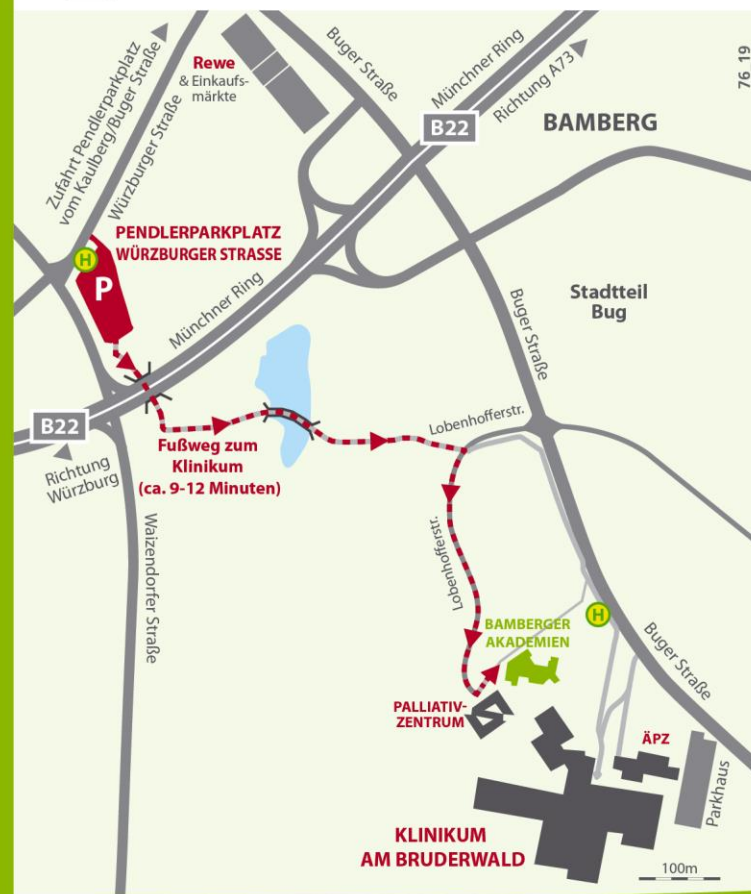 Rewe
& Einkaufs-
märkte
Buger Straße
Münchner Ring
Richtung A73
76 19
B22
BAMBERG
Zufahrt Pendlerparkplatz
vom Kaulberg/Buger Straße
Würzburger Straße
PENDLERPARKPLATZ
WÜRZBURGER STRASSE
H
P
Münchner Ring
Stadtteil
Bug
Buger Straße
B22
Richtung
Würzburg
Fußweg zum
Klinikum
(ca. 9-12 Minuten)
Lobenhofferstr.
Waizendorfer Straße
Lobenhofferstr.
H
BAMBERGER
AKADEMIEN
Buger Straße
PALLIATIV-
ZENTRUM
ÄPZ
Parkhaus
KLINIKUM
AM BRUDERWALD
100m